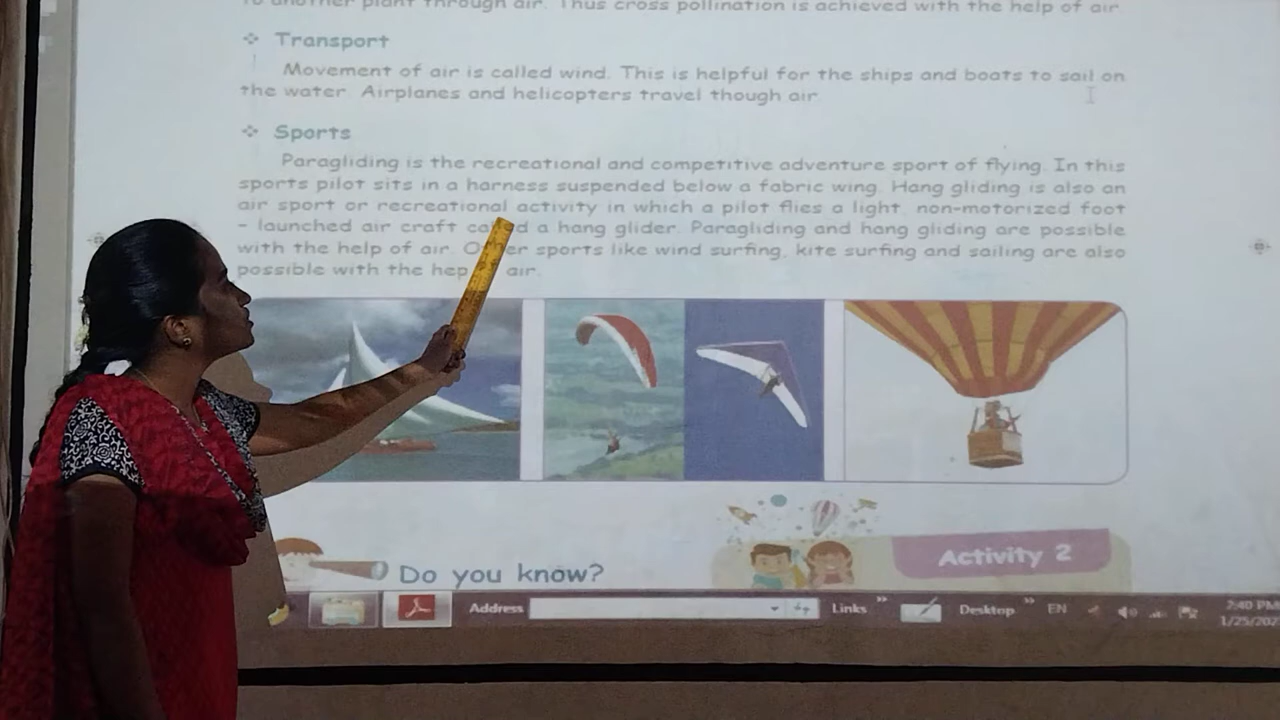 to another plant through air. Thus cross pollination is achieved with the help of air
Transport
Movement of air is called wind. This is helpful for the ships and boats to sail on
the water. Airplanes and helicopters travel though air.
Sports
Paragliding is the recreational and competitive adventure sport of flying. In this
sports pilot sits in a harness suspended below a fabric wing. Hang gliding is also an
air sport or recreational activity in which a pilot flies a light, non-motorized foot
- launched air craft a hang glider. Paragliding and hang gliding are possible
with the help of air. sports like wind surfing, kite surfing and sailing are also
possible with the air.
Do you know?
Activity 2
Address Links Desktop EN 2:40 PM